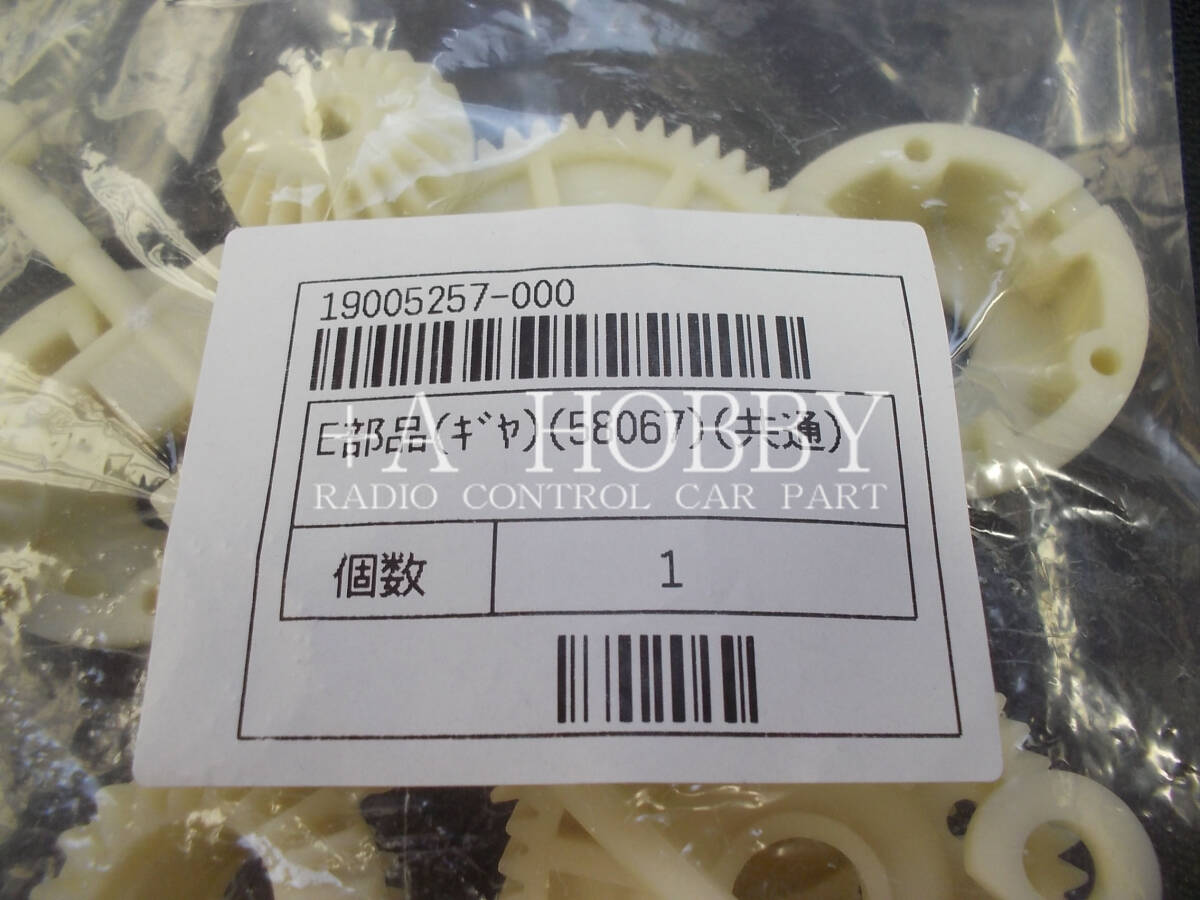 19005257-000
E部品(ｷﾞﾔ)(58067)(共通)
+A HOBBY
RADIO CONTROL CAR PART
個数 1